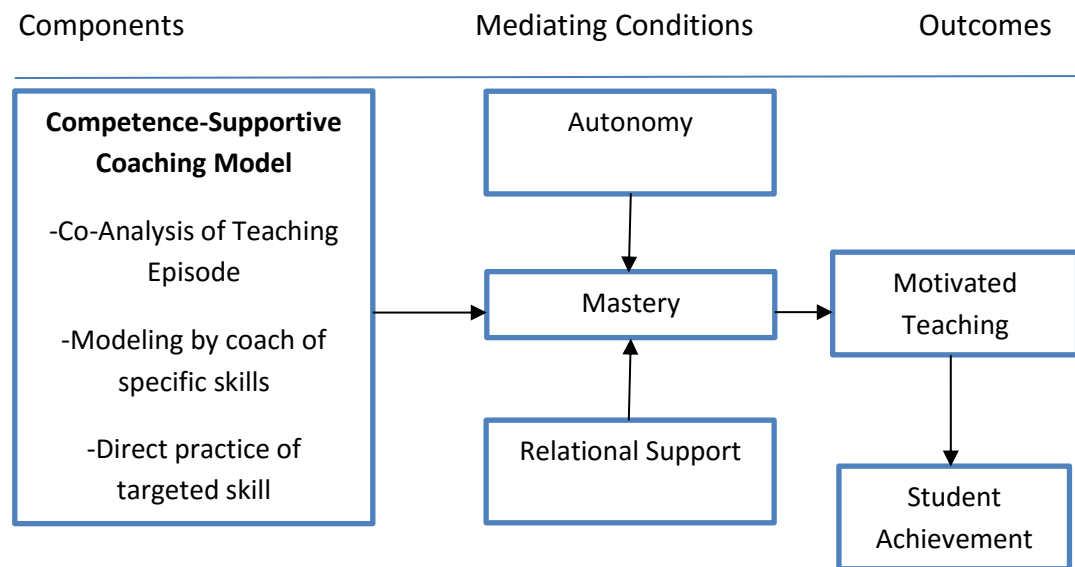 Components Mediating Conditions Outcomes
Competence-Supportive
Coaching Model
-Co-Analysis of Teaching
Episode
-Modeling by coach of
specific skills
-Direct practice of
targeted skill
Autonomy
Mastery
Relational Support
Motivated
Teaching
Student
Achievement